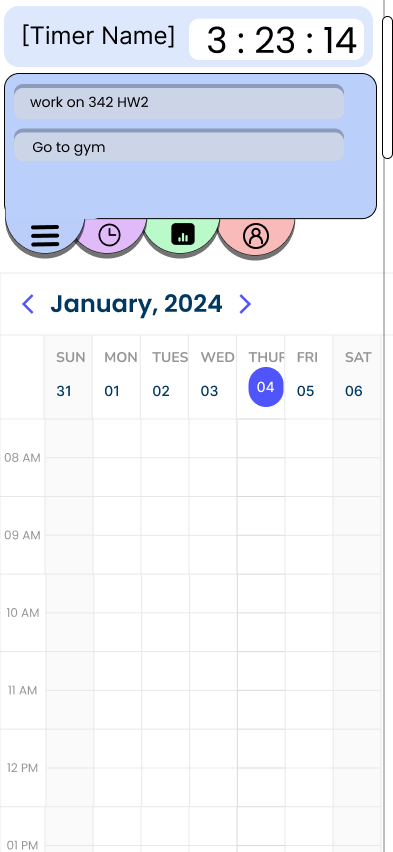 [Timer Name] 3 : 23 : 14
work on 342 HW2
Go to gym
January, 2024
SUN MON TUES WED THUR FRI SAT
31 01 02 03 04 05 06
08 AM
09 AM
10 AM
11 AM
12 PM
01 PM